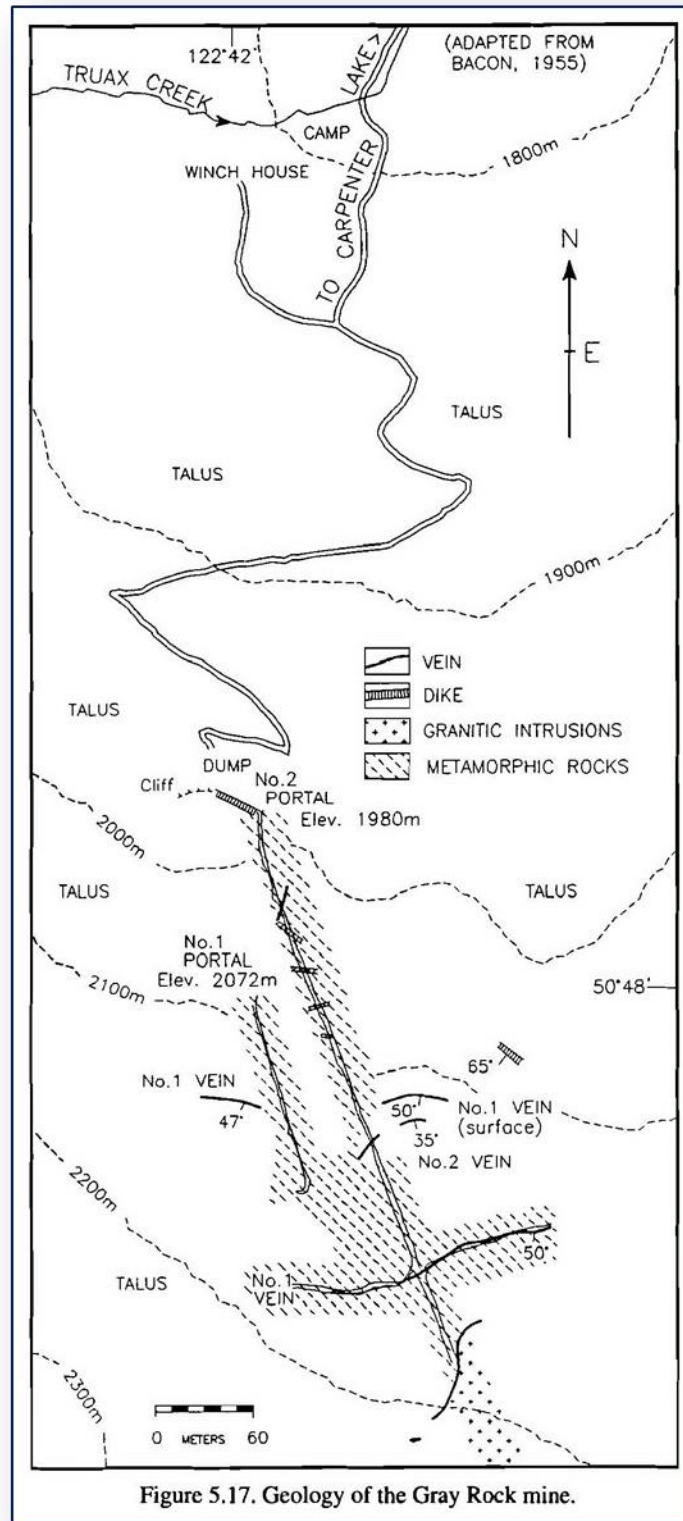 122°42'
(ADAPTED FROM
BACON, 1955)
TRUAX CREEK
LAKE >
CAMP
WINCH HOUSE
TO CARPENTER
1800m
N
E
TALUS
TALUS
1900m
VEIN
DIKE
GRANITIC INTRUSIONS
METAMORPHIC ROCKS
TALUS
DUMP
Cliff
No.2
PORTAL
Elev. 1980m
2000m
TALUS
TALUS
No.1
PORTAL
Elev. 2072m
2100m
50°48'
65°
No.1 VEIN
47°
50°
No.1 VEIN
(surface)
35°
No.2 VEIN
2200m
50°
TALUS
No.1
VEIN
2300m
0 METERS 60
Figure 5.17. Geology of the Gray Rock mine.